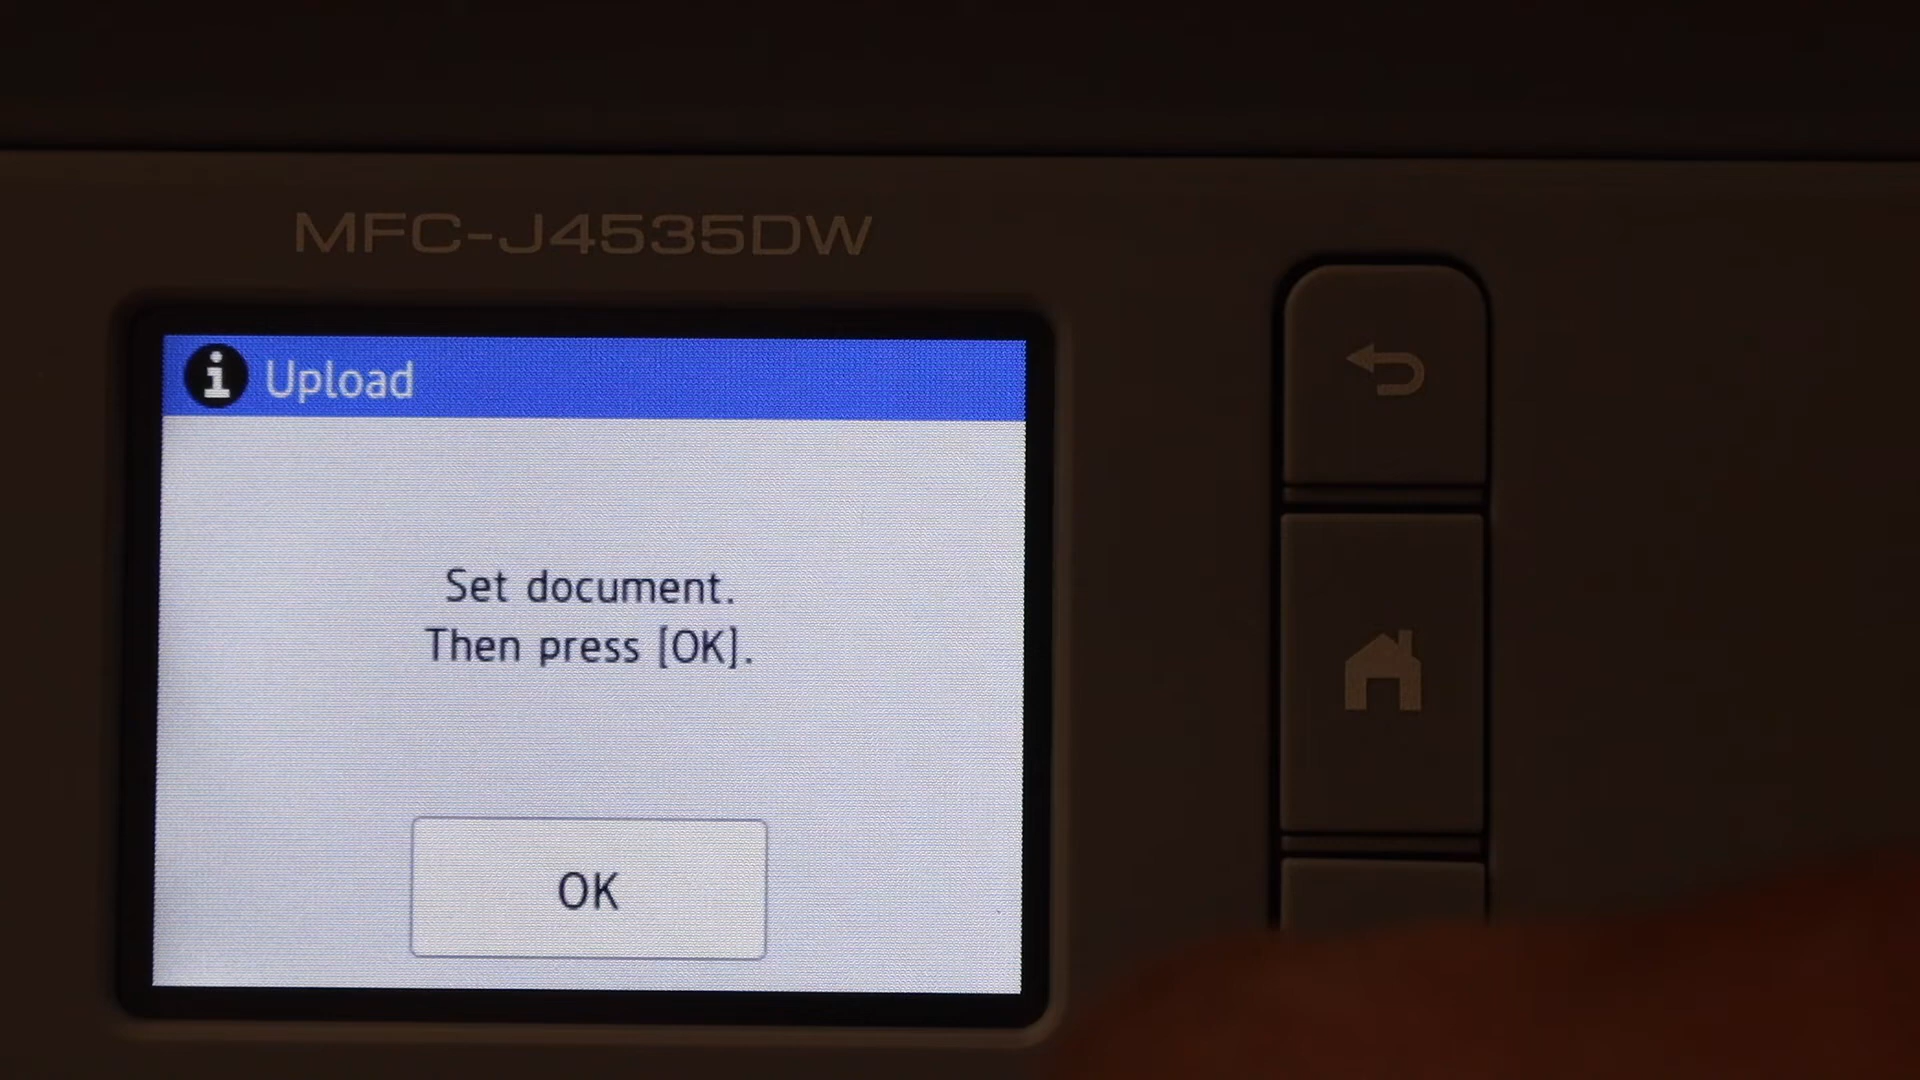 MFC-J4535DW
i Upload
Set document.
Then press [OK].
OK